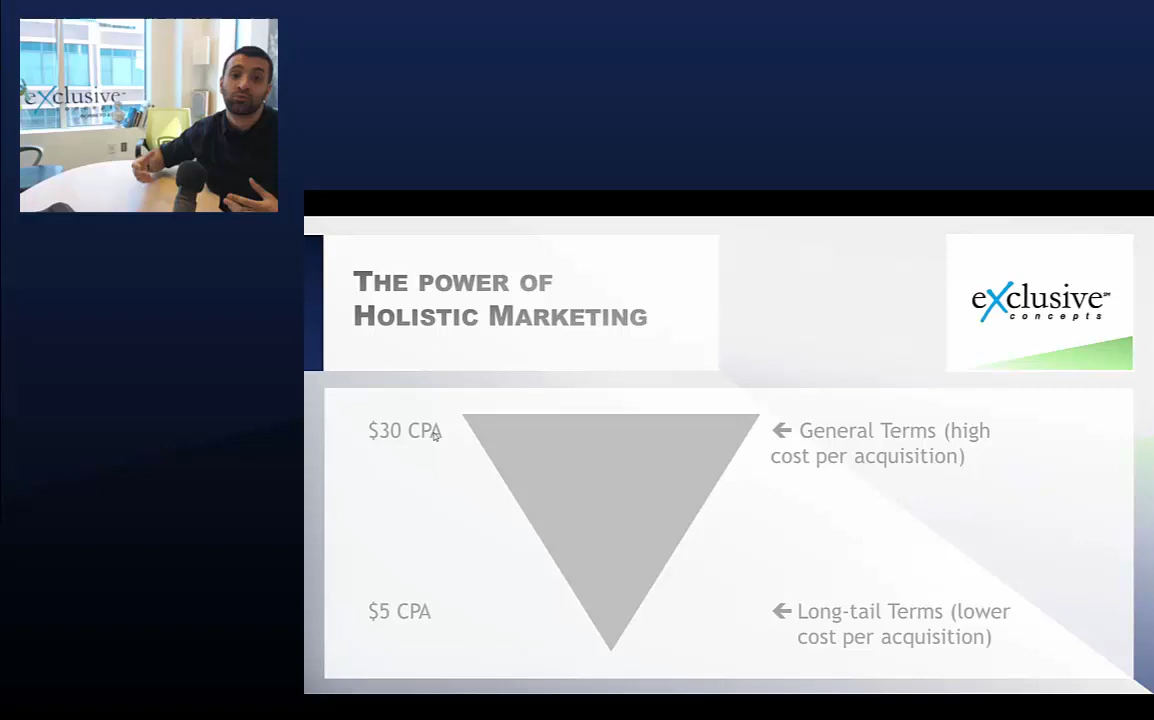 eXclusive
THE POWER OF
HOLISTIC MARKETING
eXclusive℠
concepts
$30 CPA
← General Terms (high
cost per acquisition)
$5 CPA
← Long-tail Terms (lower
cost per acquisition)